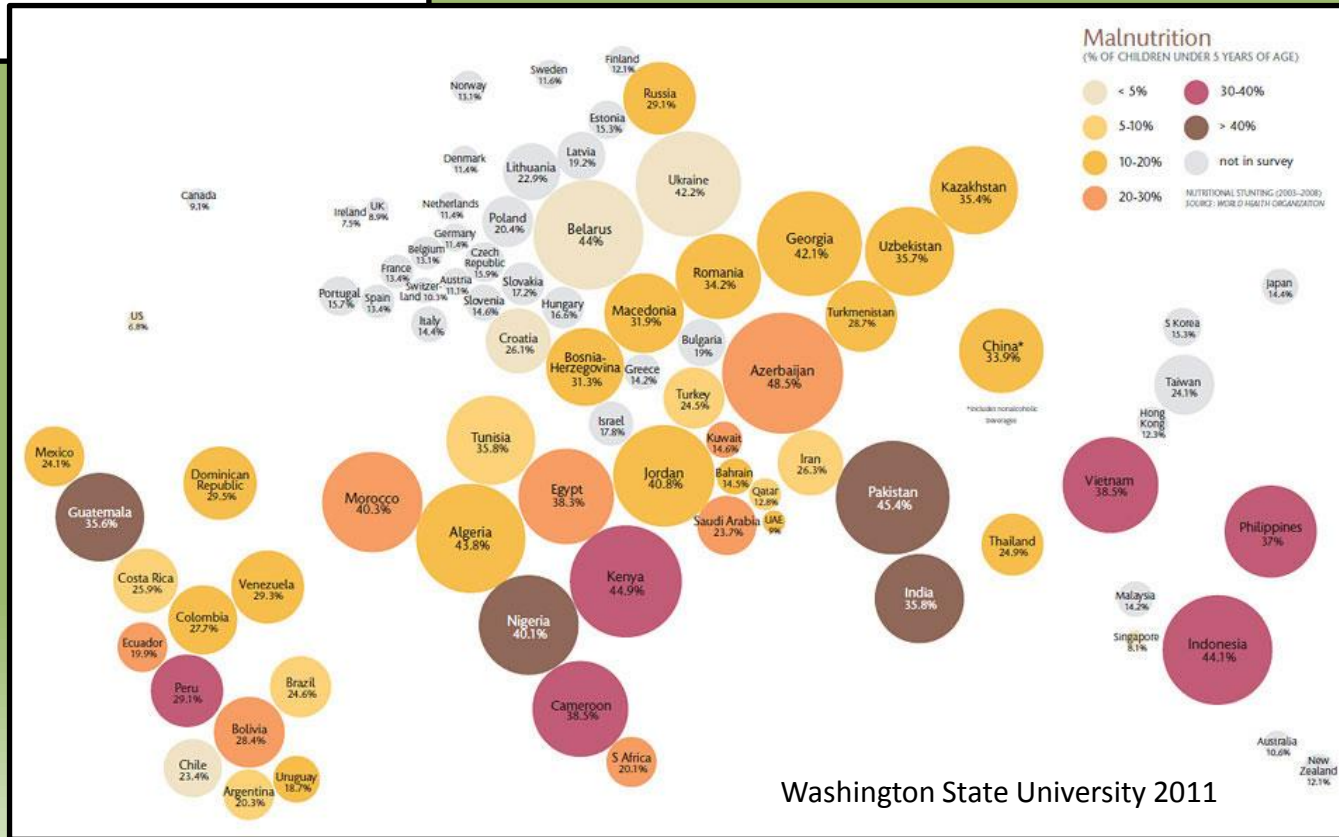 Malnutrition
(% OF CHILDREN UNDER 5 YEARS OF AGE)
< 5%
30-40%
5-10%
> 40%
10-20%
not in survey
20-30%
NUTRITIONAL STUNTING (2003-2008)
SOURCE: WORLD HEALTH ORGANIZATION
Finland
12.1%
Sweden
11.6%
Norway
13.1%
Russia
29.1%
Estonia
15.3%
Latvia
19.2%
Denmark
11.4%
Lithuania
22.9%
Ukraine
42.2%
Kazakhstan
35.4%
Canada
9.1%
Ireland
7.5%
UK
8.9%
Netherlands
11.4%
Poland
20.4%
Belarus
44%
Germany
11.4%
Georgia
42.1%
Uzbekistan
35.7%
Belgium
13.1%
Czech
Republic
15.9%
France
13.4%
Romania
34.2%
Portugal
15.7%
Spain
13.4%
Switzer-
land 10.3%
Austria
11.1%
Slovakia
17.2%
Slovenia
14.6%
Hungary
16.6%
Japan
14.4%
US
6.8%
Italy
14.4%
Macedonia
31.9%
Turkmenistan
28.7%
S Korea
15.3%
Croatia
26.1%
Bulgaria
19%
China*
33.9%
Bosnia-
Herzegovina
31.3%
Greece
14.2%
Azerbaijan
48.5%
Taiwan
24.1%
Turkey
24.5%
*includes nonalcoholic
beverages
Hong
Kong
12.3%
Israel
17.8%
Tunisia
35.8%
Kuwait
14.6%
Mexico
24.1%
Dominican
Republic
29.5%
Jordan
40.8%
Bahrain
14.5%
Iran
26.3%
Morocco
40.3%
Egypt
38.3%
Qatar
12.8%
Pakistan
45.4%
Vietnam
38.5%
Guatemala
35.6%
Saudi Arabia
23.7%
UAE
9%
Philippines
37%
Algeria
43.8%
Thailand
24.9%
Costa Rica
25.9%
Venezuela
29.3%
Kenya
44.9%
India
35.8%
Malaysia
14.2%
Colombia
27.7%
Nigeria
40.1%
Ecuador
19.9%
Singapore
8.1%
Indonesia
44.1%
Peru
29.1%
Brazil
24.6%
Cameroon
38.5%
Bolivia
28.4%
S Africa
20.1%
Australia
10.6%
Chile
23.4%
Uruguay
18.7%
New
Zealand
12.1%
Argentina
20.3%
Washington State University 2011